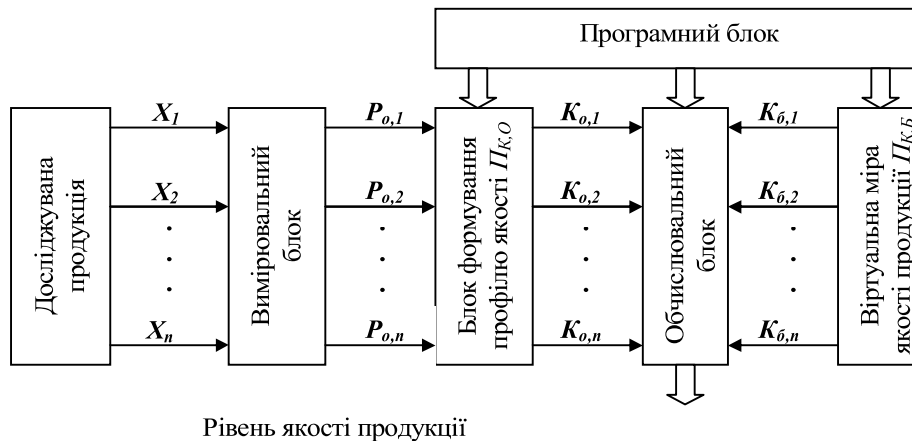 Програмний блок
Досліджувана
продукція
X1
X2
Xn
Вимірювальний
блок
Po,1
Po,2
Po,n
Блок формування
профілю якості ПК,О
Ko,1
Ko,2
Ko,n
Обчислювальний
блок
Kб,1
Kб,2
Kб,n
Віртуальна міра
якості продукції ПК,Б
Рівень якості продукції